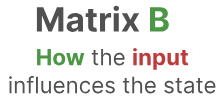 Matrix B
How the input
influences the state